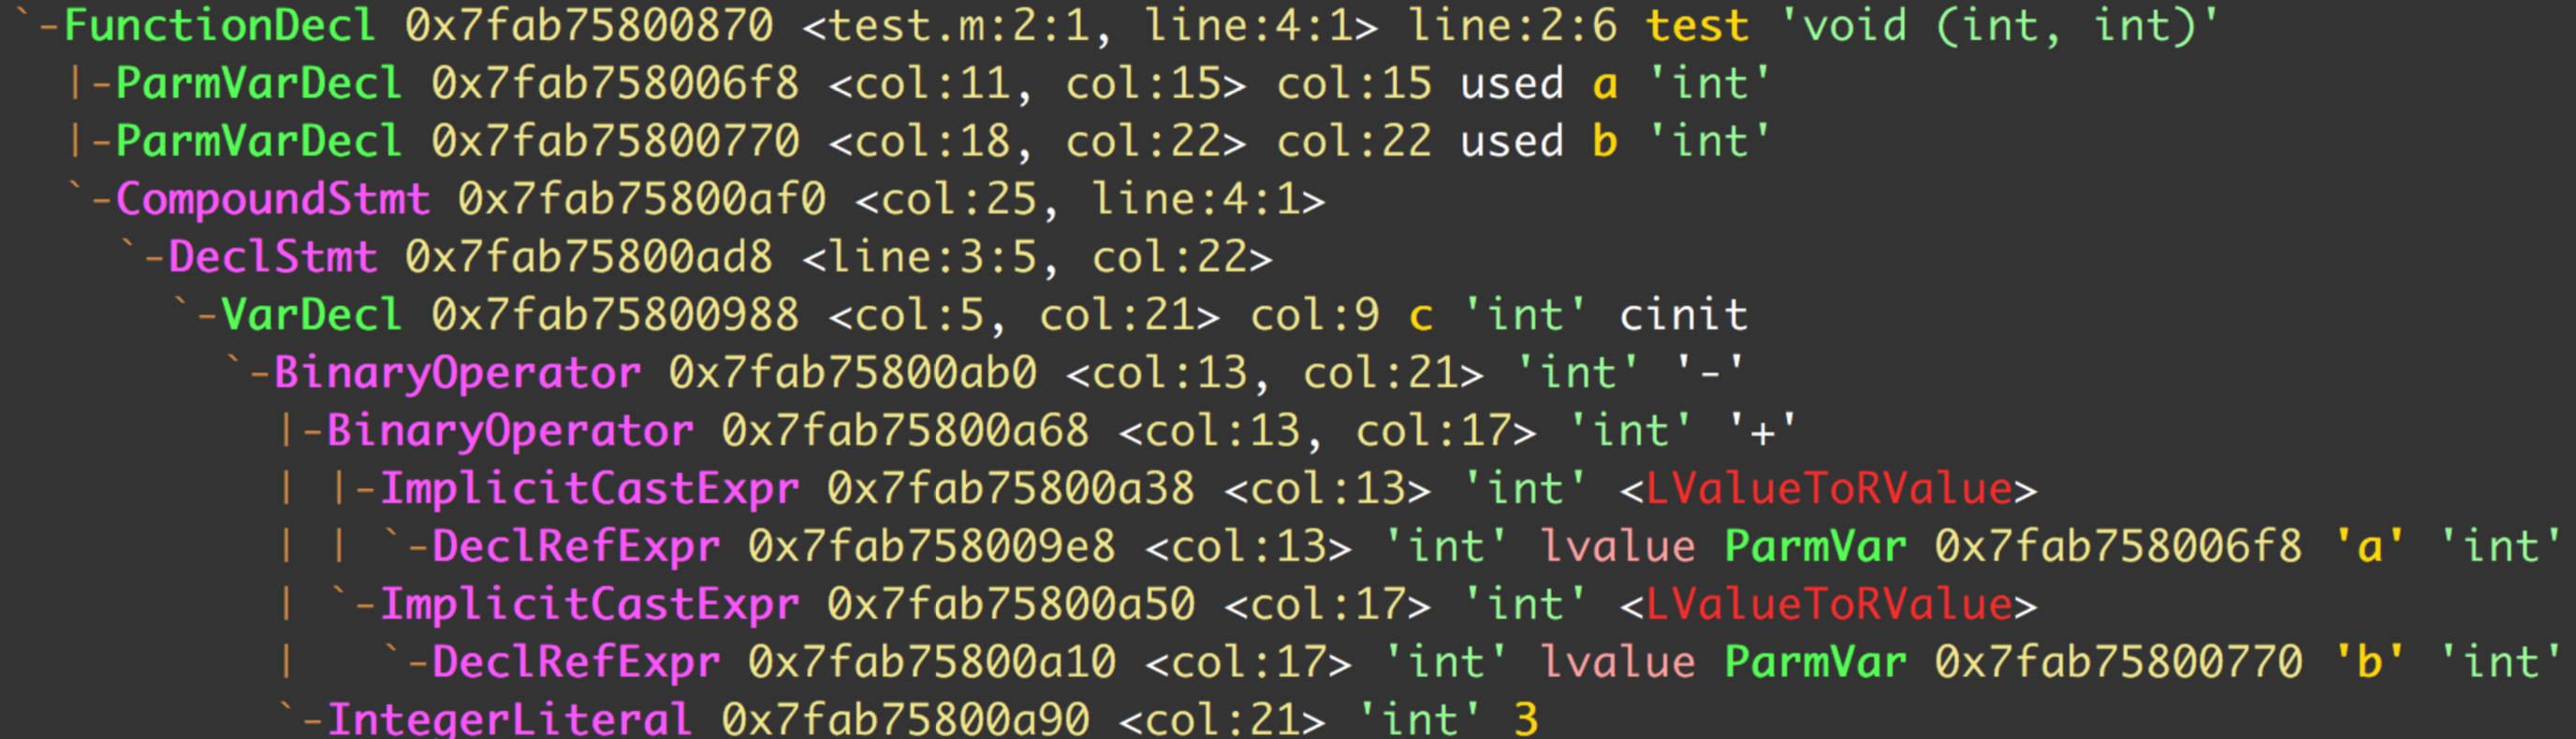 `-FunctionDecl 0x7fab75800870 <test.m:2:1, line:4:1> line:2:6 test 'void (int, int)'
  |-ParmVarDecl 0x7fab758006f8 <col:11, col:15> col:15 used a 'int'
  |-ParmVarDecl 0x7fab75800770 <col:18, col:22> col:22 used b 'int'
  `-CompoundStmt 0x7fab75800af0 <col:25, line:4:1>
    `-DeclStmt 0x7fab75800ad8 <line:3:5, col:22>
      `-VarDecl 0x7fab75800988 <col:5, col:21> col:9 c 'int' cinit
        `-BinaryOperator 0x7fab75800ab0 <col:13, col:21> 'int' '-'
          |-BinaryOperator 0x7fab75800a68 <col:13, col:17> 'int' '+'
          | |-ImplicitCastExpr 0x7fab75800a38 <col:13> 'int' <LValueToRValue>
          | | `-DeclRefExpr 0x7fab758009e8 <col:13> 'int' lvalue ParmVar 0x7fab758006f8 'a' 'int'
          | `-ImplicitCastExpr 0x7fab75800a50 <col:17> 'int' <LValueToRValue>
          |   `-DeclRefExpr 0x7fab75800a10 <col:17> 'int' lvalue ParmVar 0x7fab75800770 'b' 'int'
          `-IntegerLiteral 0x7fab75800a90 <col:21> 'int' 3